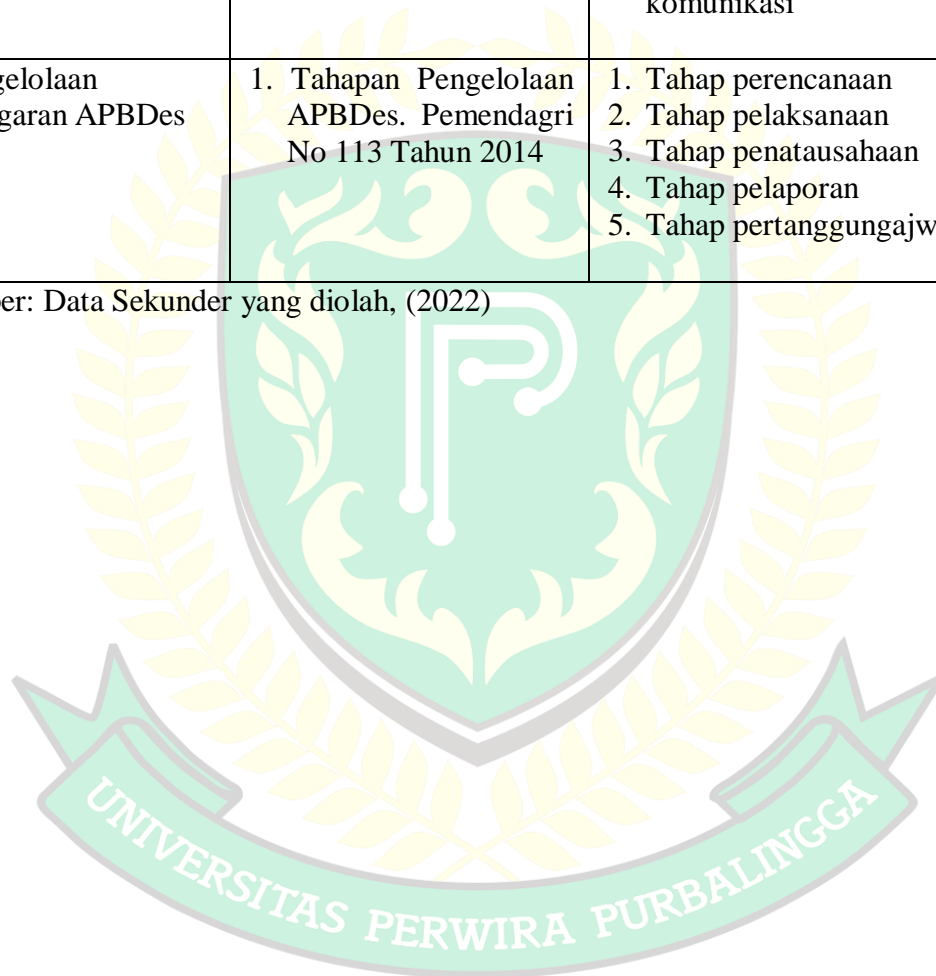 komunikasi
gelolaan
garan APBDes
1. Tahapan Pengelolaan
APBDes. Pemendagri
No 113 Tahun 2014
1. Tahap perencanaan
2. Tahap pelaksanaan
3. Tahap penatausahaan
4. Tahap pelaporan
5. Tahap pertanggungajw
er: Data Sekunder yang diolah, (2022)
UNIVERSITAS PERWIRA PURBALINGGA